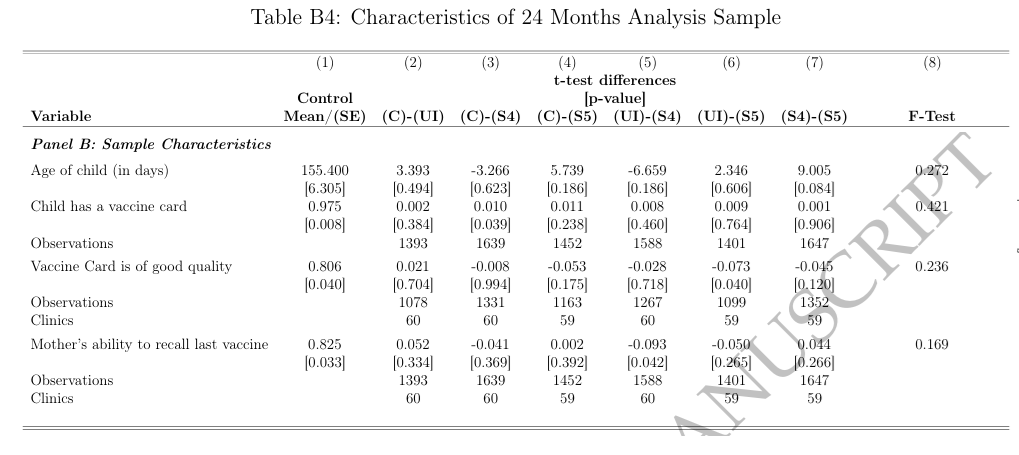 Table B4: Characteristics of 24 Months Analysis Sample
(1) (2) (3) (4) (5) (6) (7) (8)
t-test differences
Control [p-value]
Variable Mean/(SE) (C)-(UI) (C)-(S4) (C)-(S5) (UI)-(S4) (UI)-(S5) (S4)-(S5) F-Test
Panel B: Sample Characteristics
Age of child (in days) 155.400 3.393 -3.266 5.739 -6.659 2.346 9.005 0.272
[6.305] [0.494] [0.623] [0.186] [0.186] [0.606] [0.084]
Child has a vaccine card 0.975 0.002 0.010 0.011 0.008 0.009 0.001 0.421
[0.008] [0.384] [0.039] [0.238] [0.460] [0.764] [0.906]
Observations 1393 1639 1452 1588 1401 1647
Vaccine Card is of good quality 0.806 0.021 -0.008 -0.053 -0.028 -0.073 -0.045 0.236
[0.040] [0.704] [0.994] [0.175] [0.718] [0.040] [0.120]
Observations 1078 1331 1163 1267 1099 1352
Clinics 60 60 59 60 59 59
Mother's ability to recall last vaccine 0.825 0.052 -0.041 0.002 -0.093 -0.050 0.044 0.169
[0.033] [0.334] [0.369] [0.392] [0.042] [0.265] [0.266]
Observations 1393 1639 1452 1588 1401 1647
Clinics 60 60 59 60 59 59
ANUSCRIPT